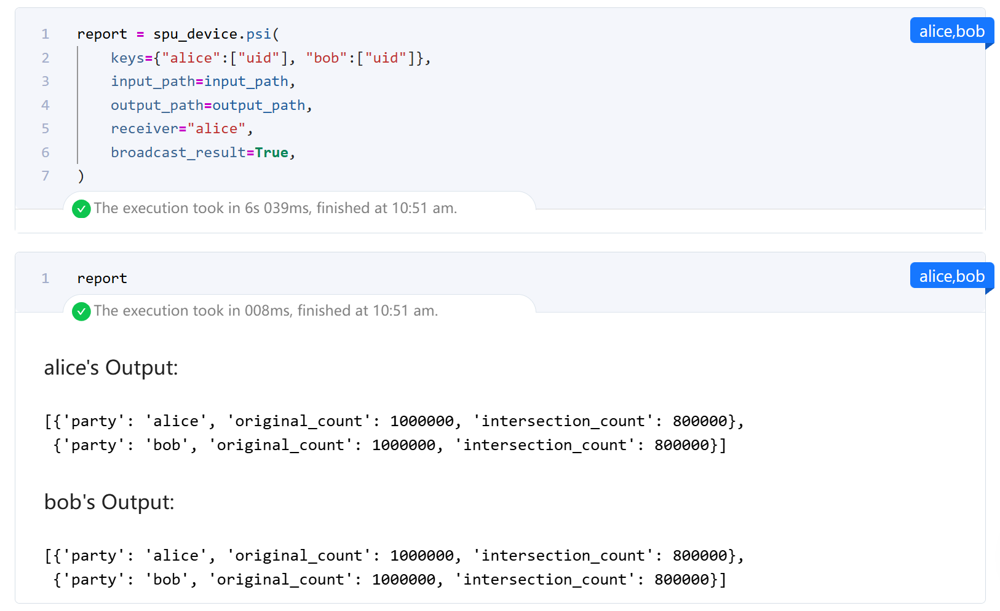 alice,bob
1 report = spu_device.psi(
2     keys={"alice":["uid"], "bob":["uid"]},
3     input_path=input_path,
4     output_path=output_path,
5     receiver="alice",
6     broadcast_result=True,
7 )
The execution took in 6s 039ms, finished at 10:51 am.
alice,bob
1 report
The execution took in 008ms, finished at 10:51 am.
alice's Output:
[{'party': 'alice', 'original_count': 1000000, 'intersection_count': 800000},
 {'party': 'bob', 'original_count': 1000000, 'intersection_count': 800000}]
bob's Output:
[{'party': 'alice', 'original_count': 1000000, 'intersection_count': 800000},
 {'party': 'bob', 'original_count': 1000000, 'intersection_count': 800000}]